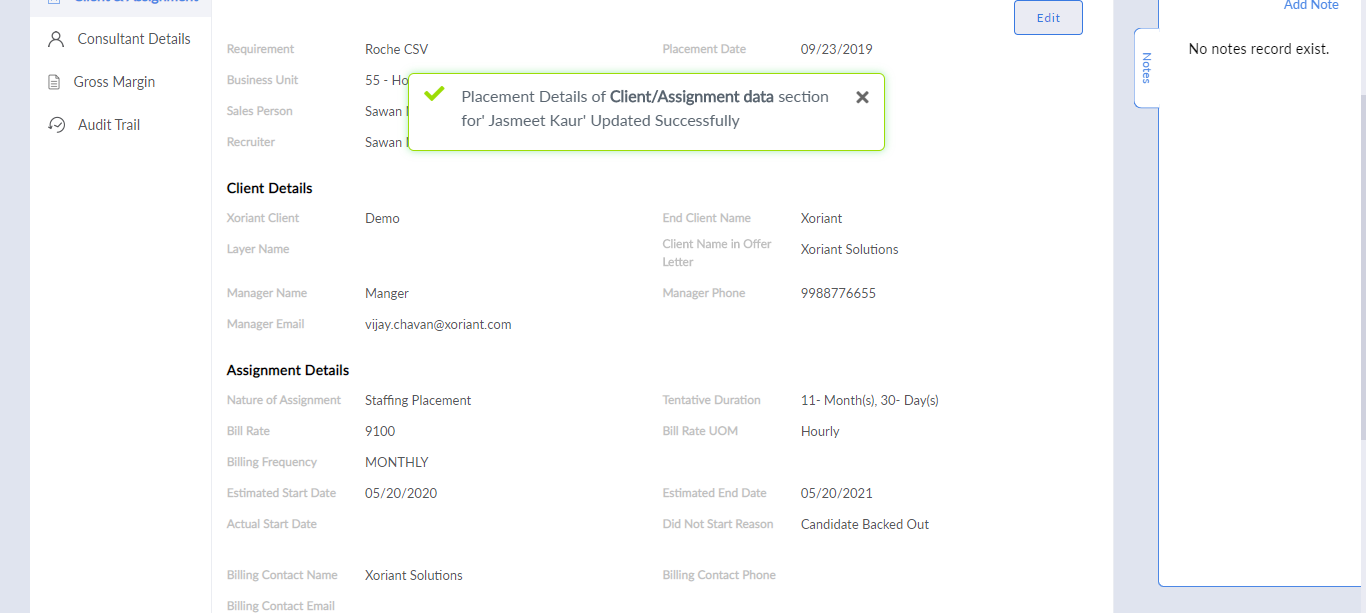 Client & Assignment
Consultant Details
Gross Margin
Audit Trail
Edit
Requirement Roche CSV Placement Date 09/23/2019
Business Unit 55 - Ho
Sales Person Sawan
Recruiter Sawan
Placement Details of Client/Assignment data section
for' Jasmeet Kaur' Updated Successfully
Client Details
Xoriant Client Demo End Client Name Xoriant
Layer Name Client Name in Offer
Letter Xoriant Solutions
Manager Name Manger Manager Phone 9988776655
Manager Email vijay.chavan@xoriant.com
Assignment Details
Nature of Assignment Staffing Placement Tentative Duration 11- Month(s), 30- Day(s)
Bill Rate 9100 Bill Rate UOM Hourly
Billing Frequency MONTHLY
Estimated Start Date 05/20/2020 Estimated End Date 05/20/2021
Actual Start Date Did Not Start Reason Candidate Backed Out
Billing Contact Name Xoriant Solutions Billing Contact Phone
Billing Contact Email
Add Note
Notes
No notes record exist.